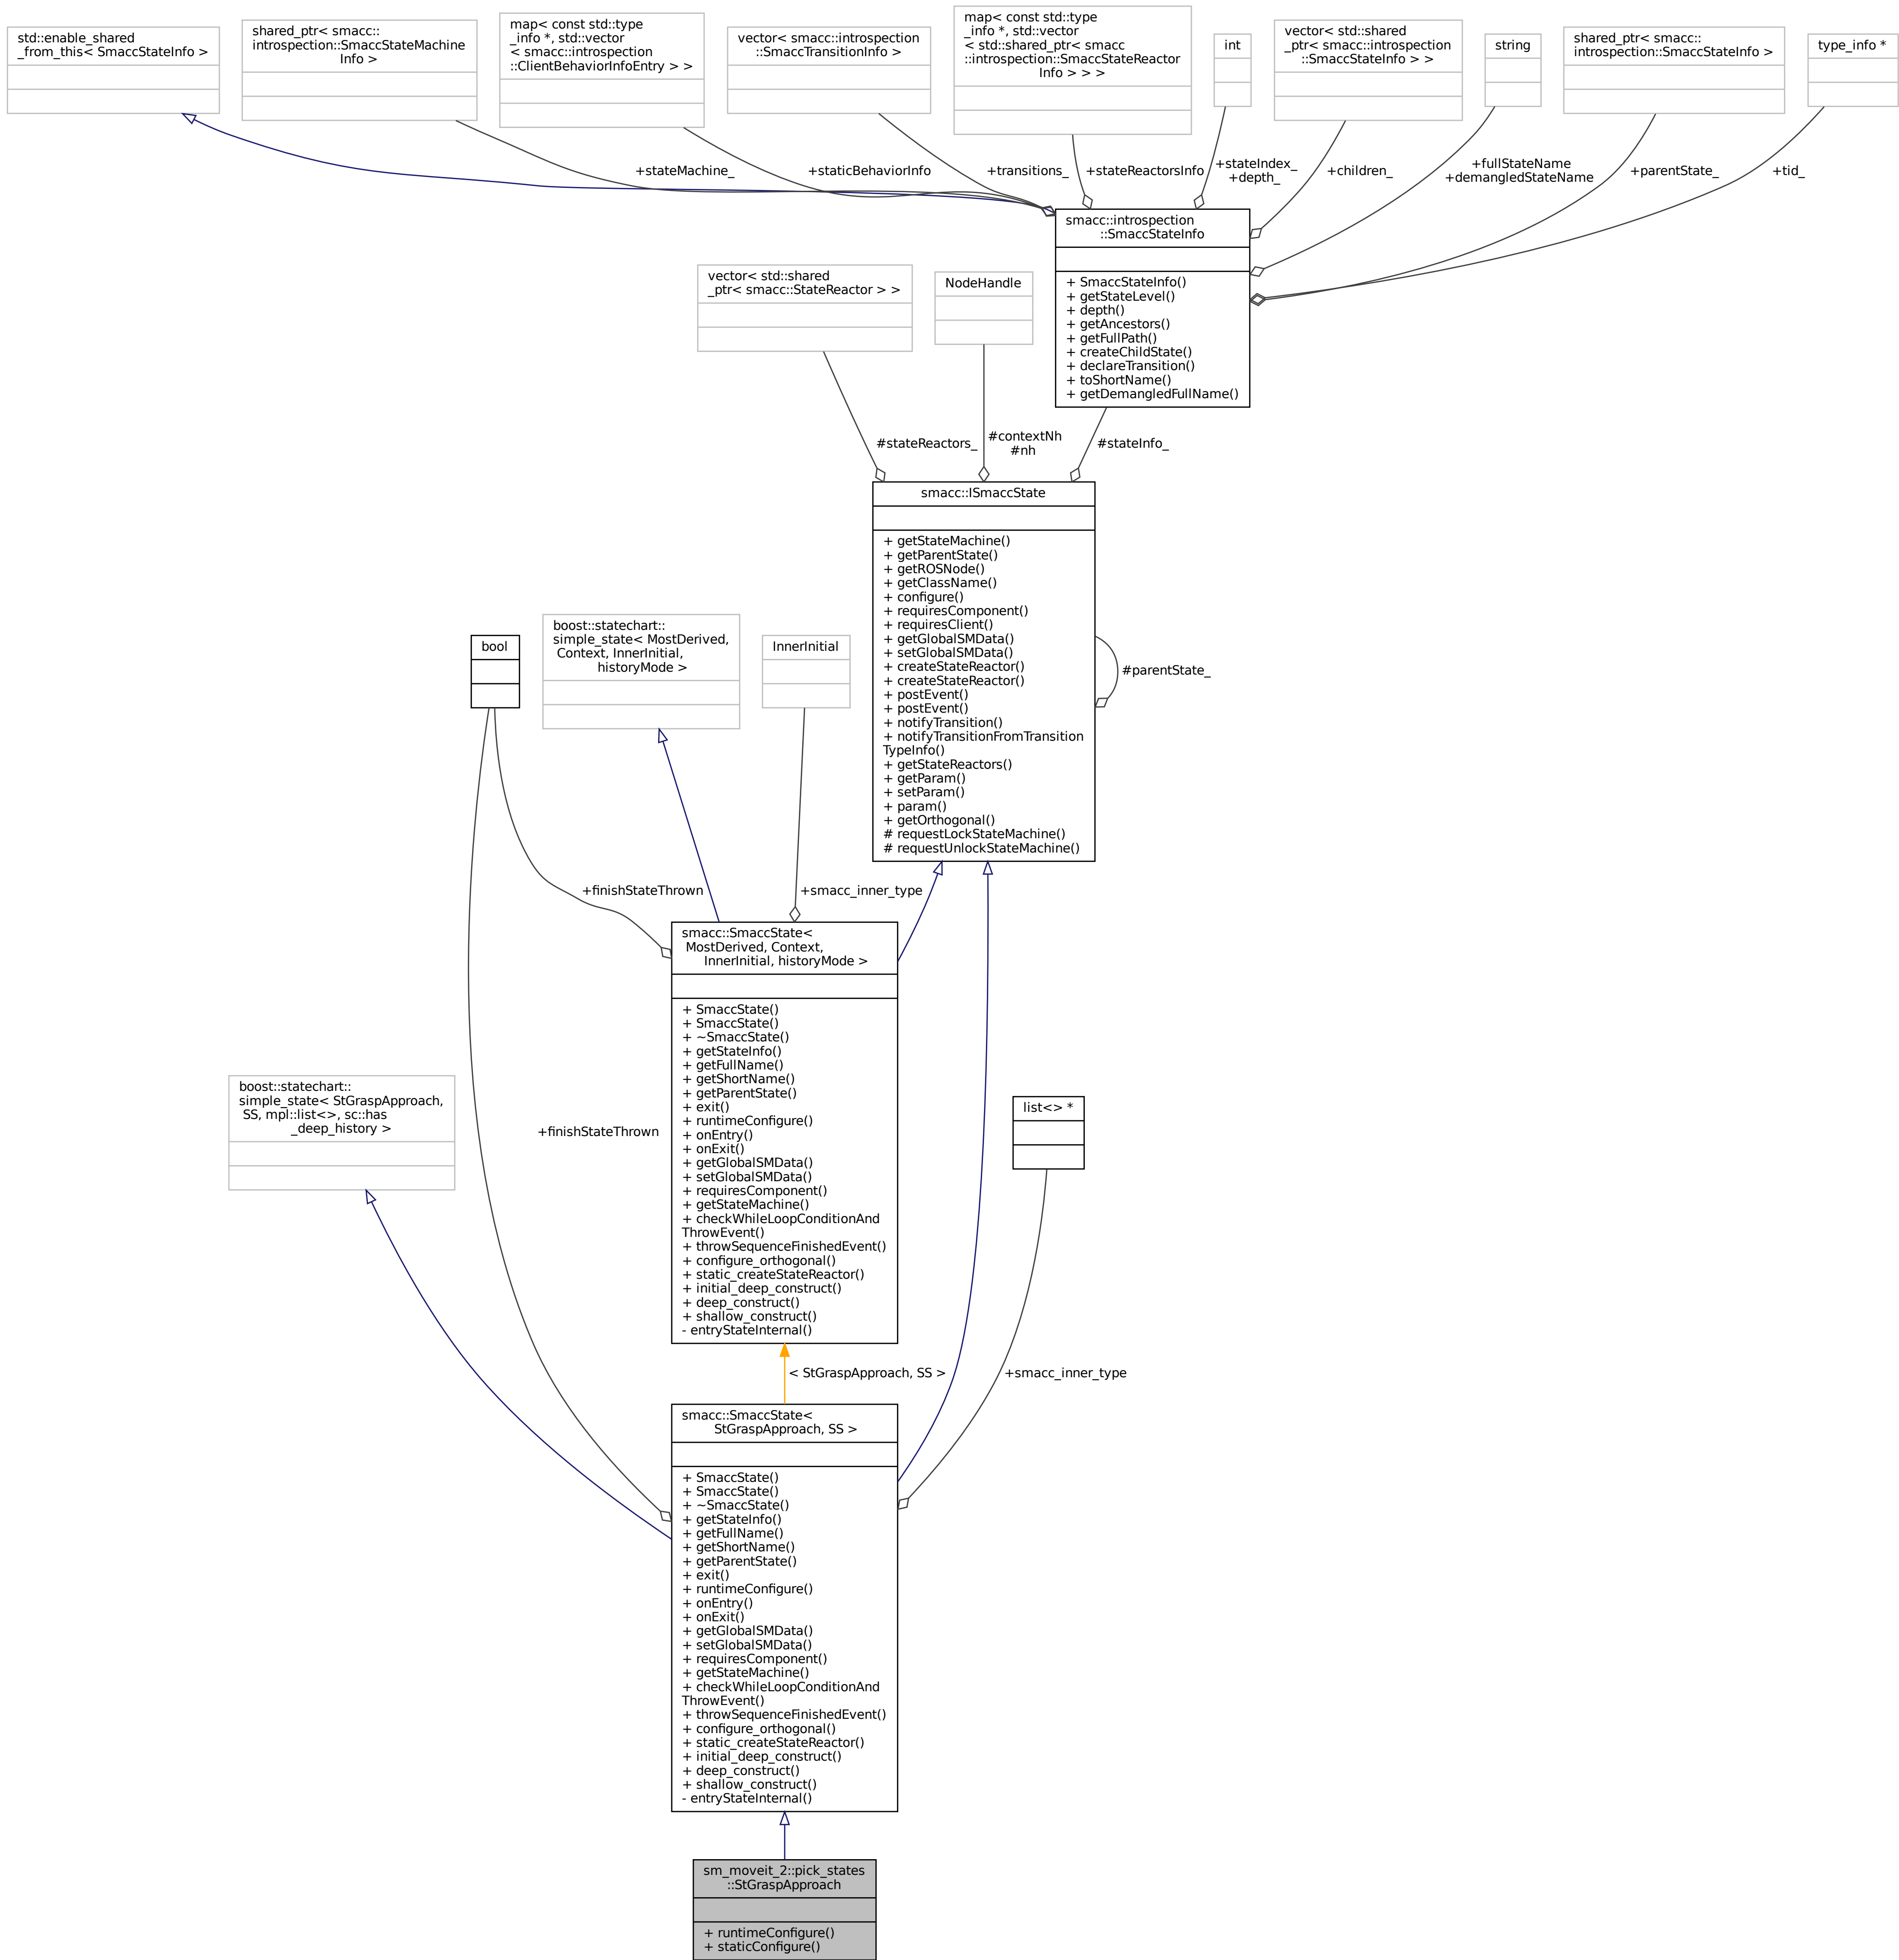 std::enable_shared
_from_this< SmaccStateInfo >
shared_ptr< smacc::
introspection::SmaccStateMachine
Info >
map< const std::type
_info *, std::vector
< smacc::introspection
::ClientBehaviorInfoEntry > >
vector< smacc::introspection
::SmaccTransitionInfo >
map< const std::type
_info *, std::vector
< std::shared_ptr< smacc
::introspection::SmaccStateReactor
Info > > >
int
vector< std::shared
_ptr< smacc::introspection
::SmaccStateInfo > >
string
shared_ptr< smacc::
introspection::SmaccStateInfo >
type_info *
+stateMachine_
+staticBehaviorInfo
+transitions_
+stateReactorsInfo
+stateIndex_
+depth_
+children_
+fullStateName
+demangledStateName
+parentState_
+tid_
smacc::introspection
::SmaccStateInfo
+ SmaccStateInfo()
+ getStateLevel()
+ depth()
+ getAncestors()
+ getFullPath()
+ createChildState()
+ declareTransition()
+ toShortName()
+ getDemangledFullName()
vector< std::shared
_ptr< smacc::StateReactor > >
NodeHandle
#stateReactors_
#contextNh
#nh
#stateInfo_
smacc::ISmaccState
+ getStateMachine()
+ getParentState()
+ getROSNode()
+ getClassName()
+ configure()
+ requiresComponent()
+ requiresClient()
+ getGlobalSMData()
+ setGlobalSMData()
+ createStateReactor()
+ createStateReactor()
+ postEvent()
+ postEvent()
+ notifyTransition()
+ notifyTransitionFromTransition
TypeInfo()
+ getStateReactors()
+ getParam()
+ setParam()
+ param()
+ getOrthogonal()
# requestLockStateMachine()
# requestUnlockStateMachine()
#parentState_
bool
boost::statechart::
simple_state< MostDerived,
Context, InnerInitial,
historyMode >
InnerInitial
+finishStateThrown
+smacc_inner_type
smacc::SmaccState<
MostDerived, Context,
InnerInitial, historyMode >
+ SmaccState()
+ SmaccState()
+ ~SmaccState()
+ getStateInfo()
+ getFullName()
+ getShortName()
+ getParentState()
+ exit()
+ runtimeConfigure()
+ onEntry()
+ onExit()
+ getGlobalSMData()
+ setGlobalSMData()
+ requiresComponent()
+ getStateMachine()
+ checkWhileLoopConditionAnd
ThrowEvent()
+ throwSequenceFinishedEvent()
+ configure_orthogonal()
+ static_createStateReactor()
+ initial_deep_construct()
+ deep_construct()
+ shallow_construct()
- entryStateInternal()
boost::statechart::
simple_state< StGraspApproach,
SS, mpl::list<>, sc::has
_deep_history >
+finishStateThrown
list<> *
< StGraspApproach, SS >
+smacc_inner_type
smacc::SmaccState<
StGraspApproach, SS >
+ SmaccState()
+ SmaccState()
+ ~SmaccState()
+ getStateInfo()
+ getFullName()
+ getShortName()
+ getParentState()
+ exit()
+ runtimeConfigure()
+ onEntry()
+ onExit()
+ getGlobalSMData()
+ setGlobalSMData()
+ requiresComponent()
+ getStateMachine()
+ checkWhileLoopConditionAnd
ThrowEvent()
+ throwSequenceFinishedEvent()
+ configure_orthogonal()
+ static_createStateReactor()
+ initial_deep_construct()
+ deep_construct()
+ shallow_construct()
- entryStateInternal()
sm_moveit_2::pick_states
::StGraspApproach
+ runtimeConfigure()
+ staticConfigure()